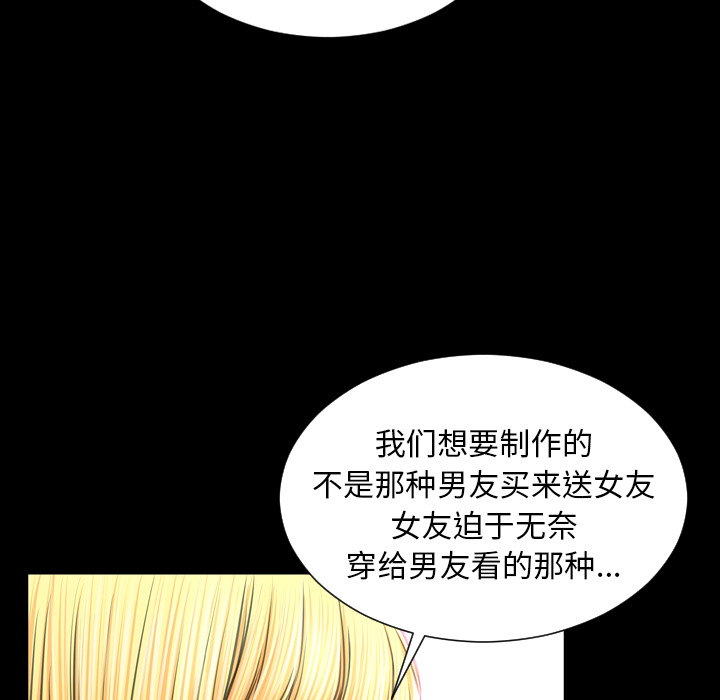 我们想要制作的
不是那种男友买来送女友
女友迫于无奈
穿给男友看的那种…